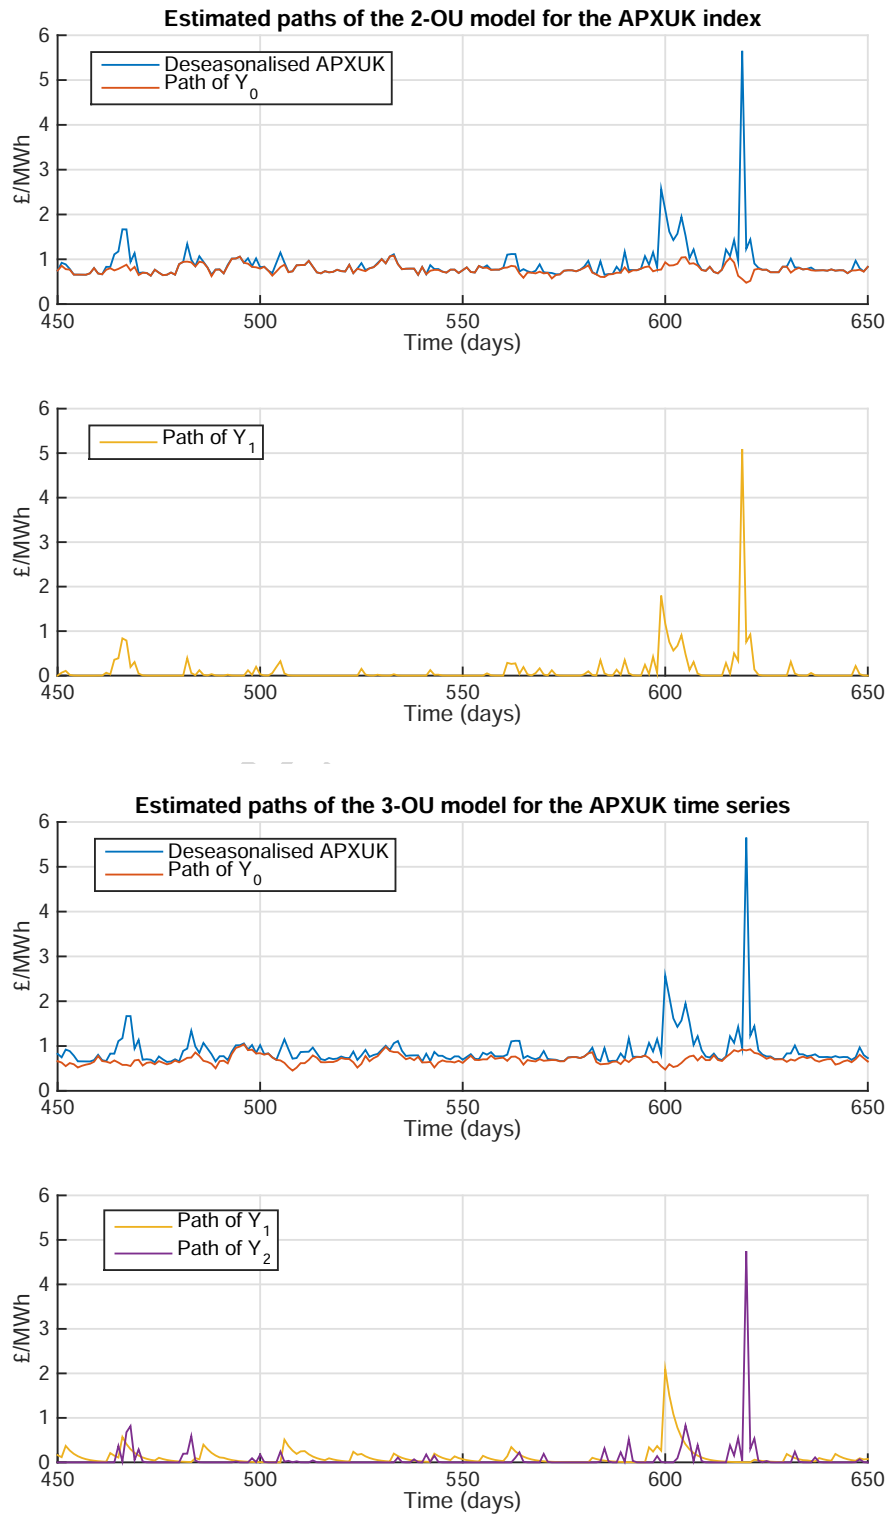 Estimated paths of the 2-OU model for the APXUK index
6
5
4
3
2
1
0
£/MWh
Deseasonalised APXUK
Path of Y0
450 500 550 600 650
Time (days)
6
5
4
3
2
1
0
£/MWh
Path of Y1
450 500 550 600 650
Time (days)
Estimated paths of the 3-OU model for the APXUK time series
6
5
4
3
2
1
0
£/MWh
Deseasonalised APXUK
Path of Y0
450 500 550 600 650
Time (days)
6
5
4
3
2
1
0
£/MWh
Path of Y1
Path of Y2
450 500 550 600 650
Time (days)